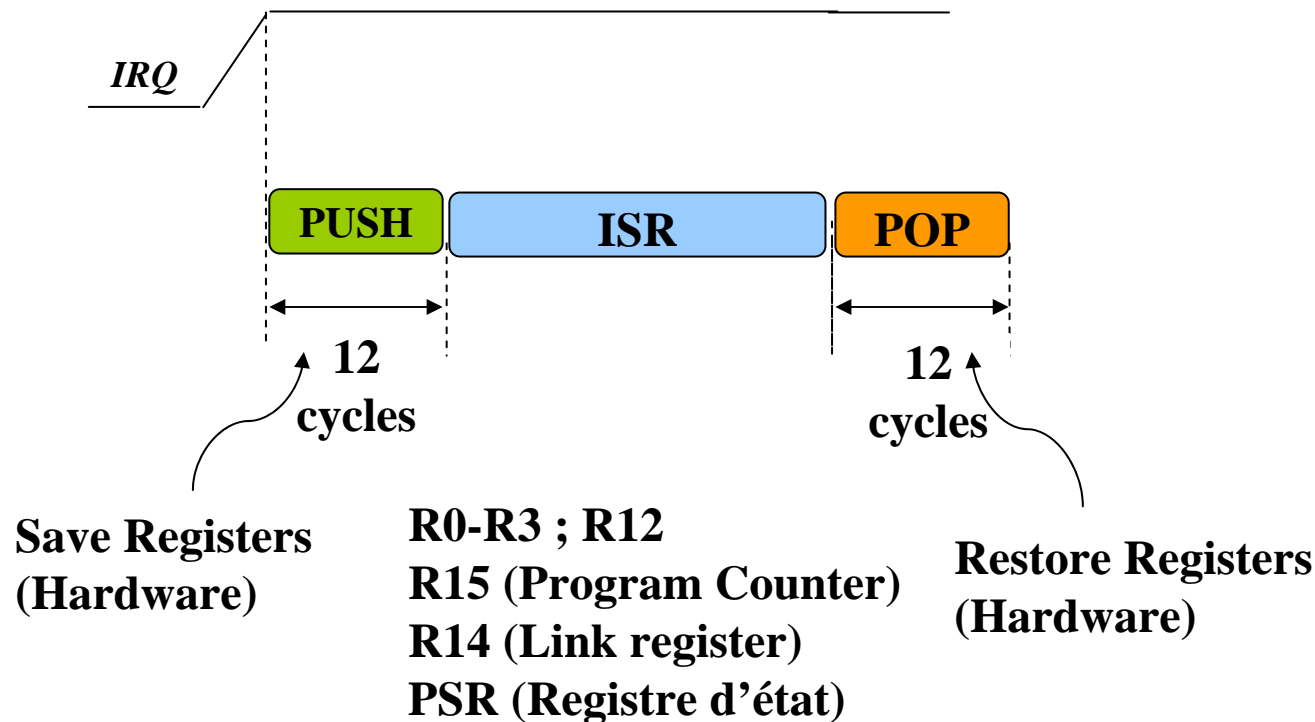 IRQ
PUSH
ISR
POP
12
cycles
12
cycles
Save Registers
(Hardware)
R0-R3 ; R12
R15 (Program Counter)
R14 (Link register)
PSR (Registre d’état)
Restore Registers
(Hardware)